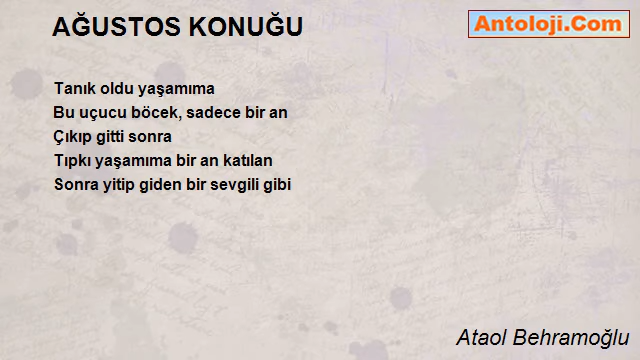 AĞUSTOS KONUĞU
Antoloji.Com
Tanık oldu yaşamıma
Bu uçucu böcek, sadece bir an
Çıkıp gitti sonra
Tıpkı yaşamıma bir an katılan
Sonra yitip giden bir sevgili gibi
Ataol Behramoğlu